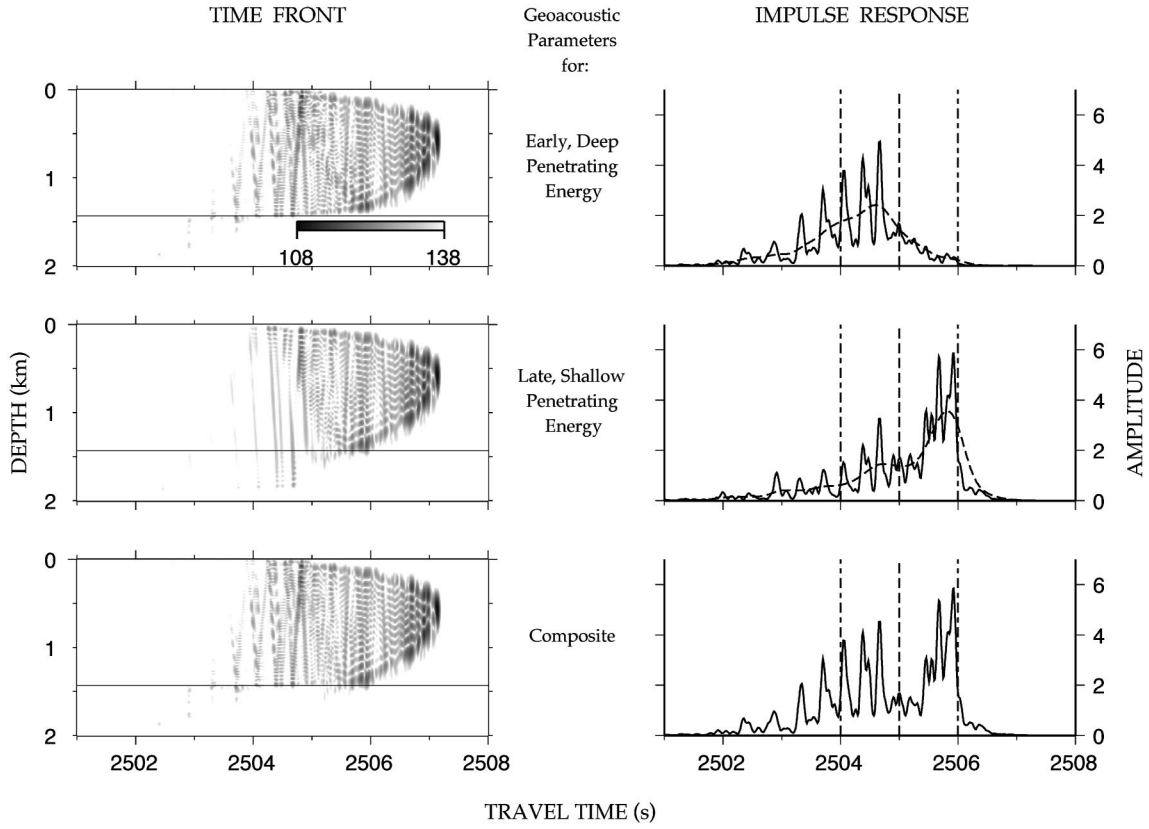 TIME FRONT
Geoacoustic
Parameters
for:
IMPULSE RESPONSE
0
1
2
108
138
Early, Deep
Penetrating
Energy
6
4
2
0
DEPTH (km)
0
1
2
Late, Shallow
Penetrating
Energy
6
4
2
0
AMPLITUDE
0
1
2
Composite
6
4
2
0
2502 2504 2506 2508
2502 2504 2506 2508
TRAVEL TIME (s)